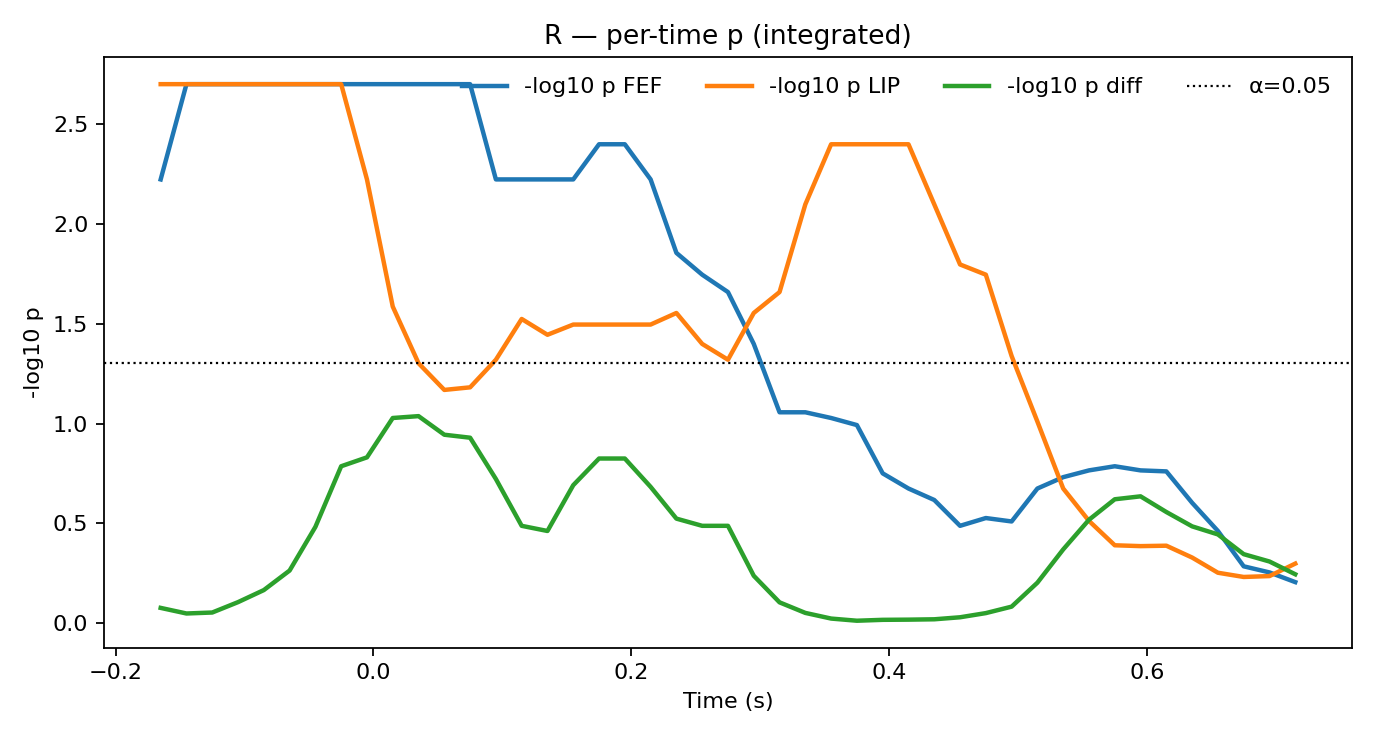 R — per-time p (integrated)
-log10 p FEF
-log10 p LIP
-log10 p diff
α=0.05
-log10 p
2.5
2.0
1.5
1.0
0.5
0.0
−0.2
0.0
0.2
0.4
0.6
Time (s)